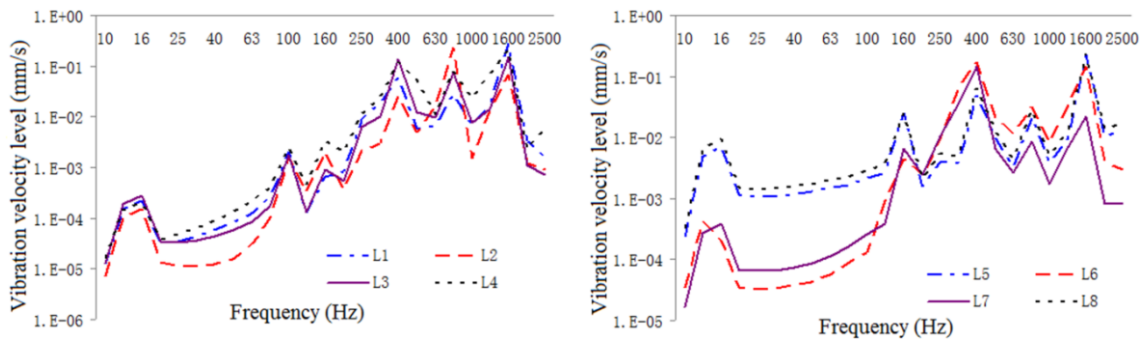 1.E+00
10 16 25 40 63 100 160 250 400 630 1000 1600 2500
1.E-01
1.E-02
1.E-03
1.E-04
1.E-05
1.E-06
Vibration velocity level (mm/s)
L1 L2
L3 L4
Frequency (Hz)
1.E+00
10 16 25 40 63 100 160 250 400 630 1000 1600 2500
1.E-01
1.E-02
1.E-03
1.E-04
1.E-05
Vibration velocity level (mm/s)
L5 L6
L7 L8
Frequency (Hz)